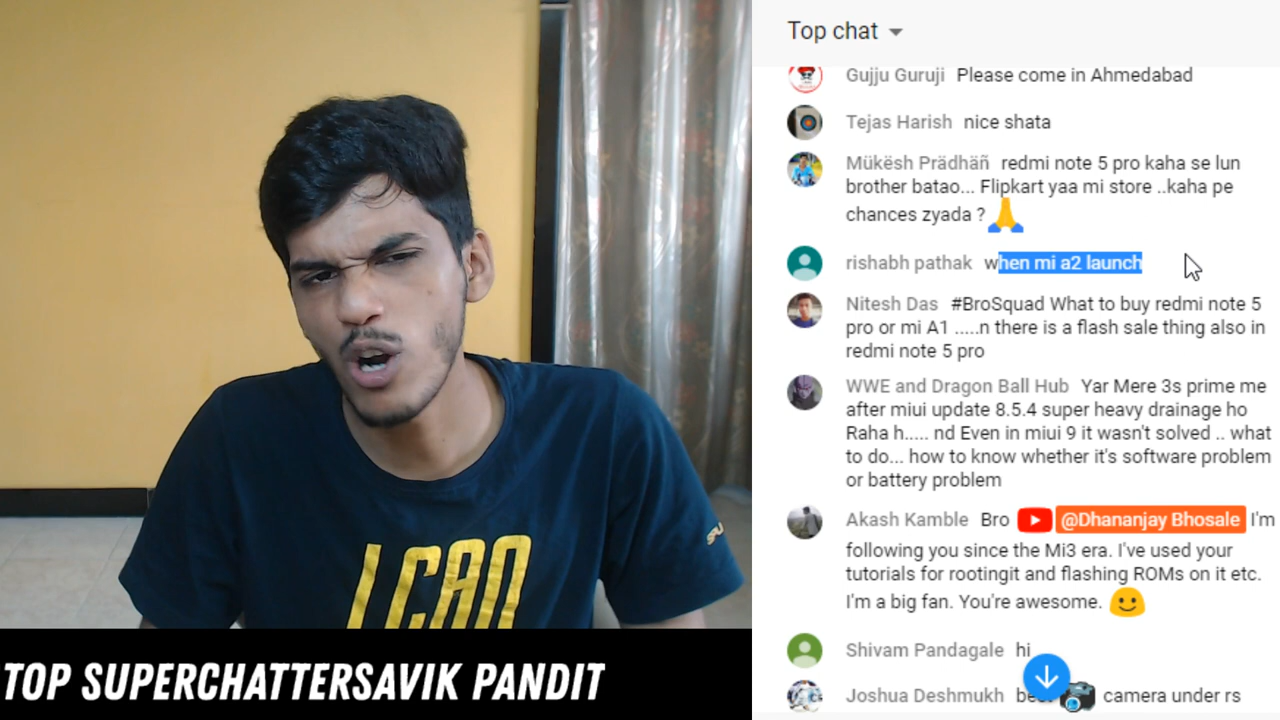 Top chat
Gujju Guruji Please come in Ahmedabad
Tejas Harish nice shata
Mükësh Prädhäñ redmi note 5 pro kaha se lun
brother batao... Flipkart yaa mi store ..kaha pe
chances zyada ?
rishabh pathak when mi a2 launch
Nitesh Das #BroSquad What to buy redmi note 5
pro or mi A1 .....n there is a flash sale thing also in
redmi note 5 pro
WWE and Dragon Ball Hub Yar Mere 3s prime me
after miui update 8.5.4 super heavy drainage ho
Raha h..... nd Even in miui 9 it wasn't solved .. what
to do... how to know whether it's software problem
or battery problem
Akash Kamble Bro @Dhananjay Bhosale I'm
following you since the Mi3 era. I've used your
tutorials for rootingit and flashing ROMs on it etc.
I'm a big fan. You're awesome.
Shivam Pandagale hi
Joshua Deshmukh camera under rs
TOP SUPERCHATTERSAVIK PANDIT